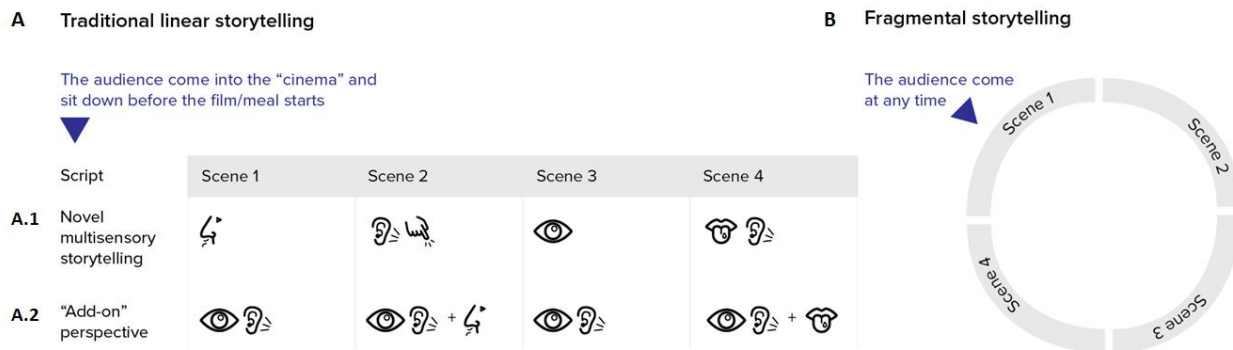 A Traditional linear storytelling
The audience come into the “cinema” and
sit down before the film/meal starts
Script Scene 1 Scene 2 Scene 3 Scene 4
A.1 Novel
multisensory
storytelling
+ +
A.2 “Add-on”
perspective
B Fragmental storytelling
The audience come
at any time
Scene 1
Scene 2
Scene 3
Scene 4